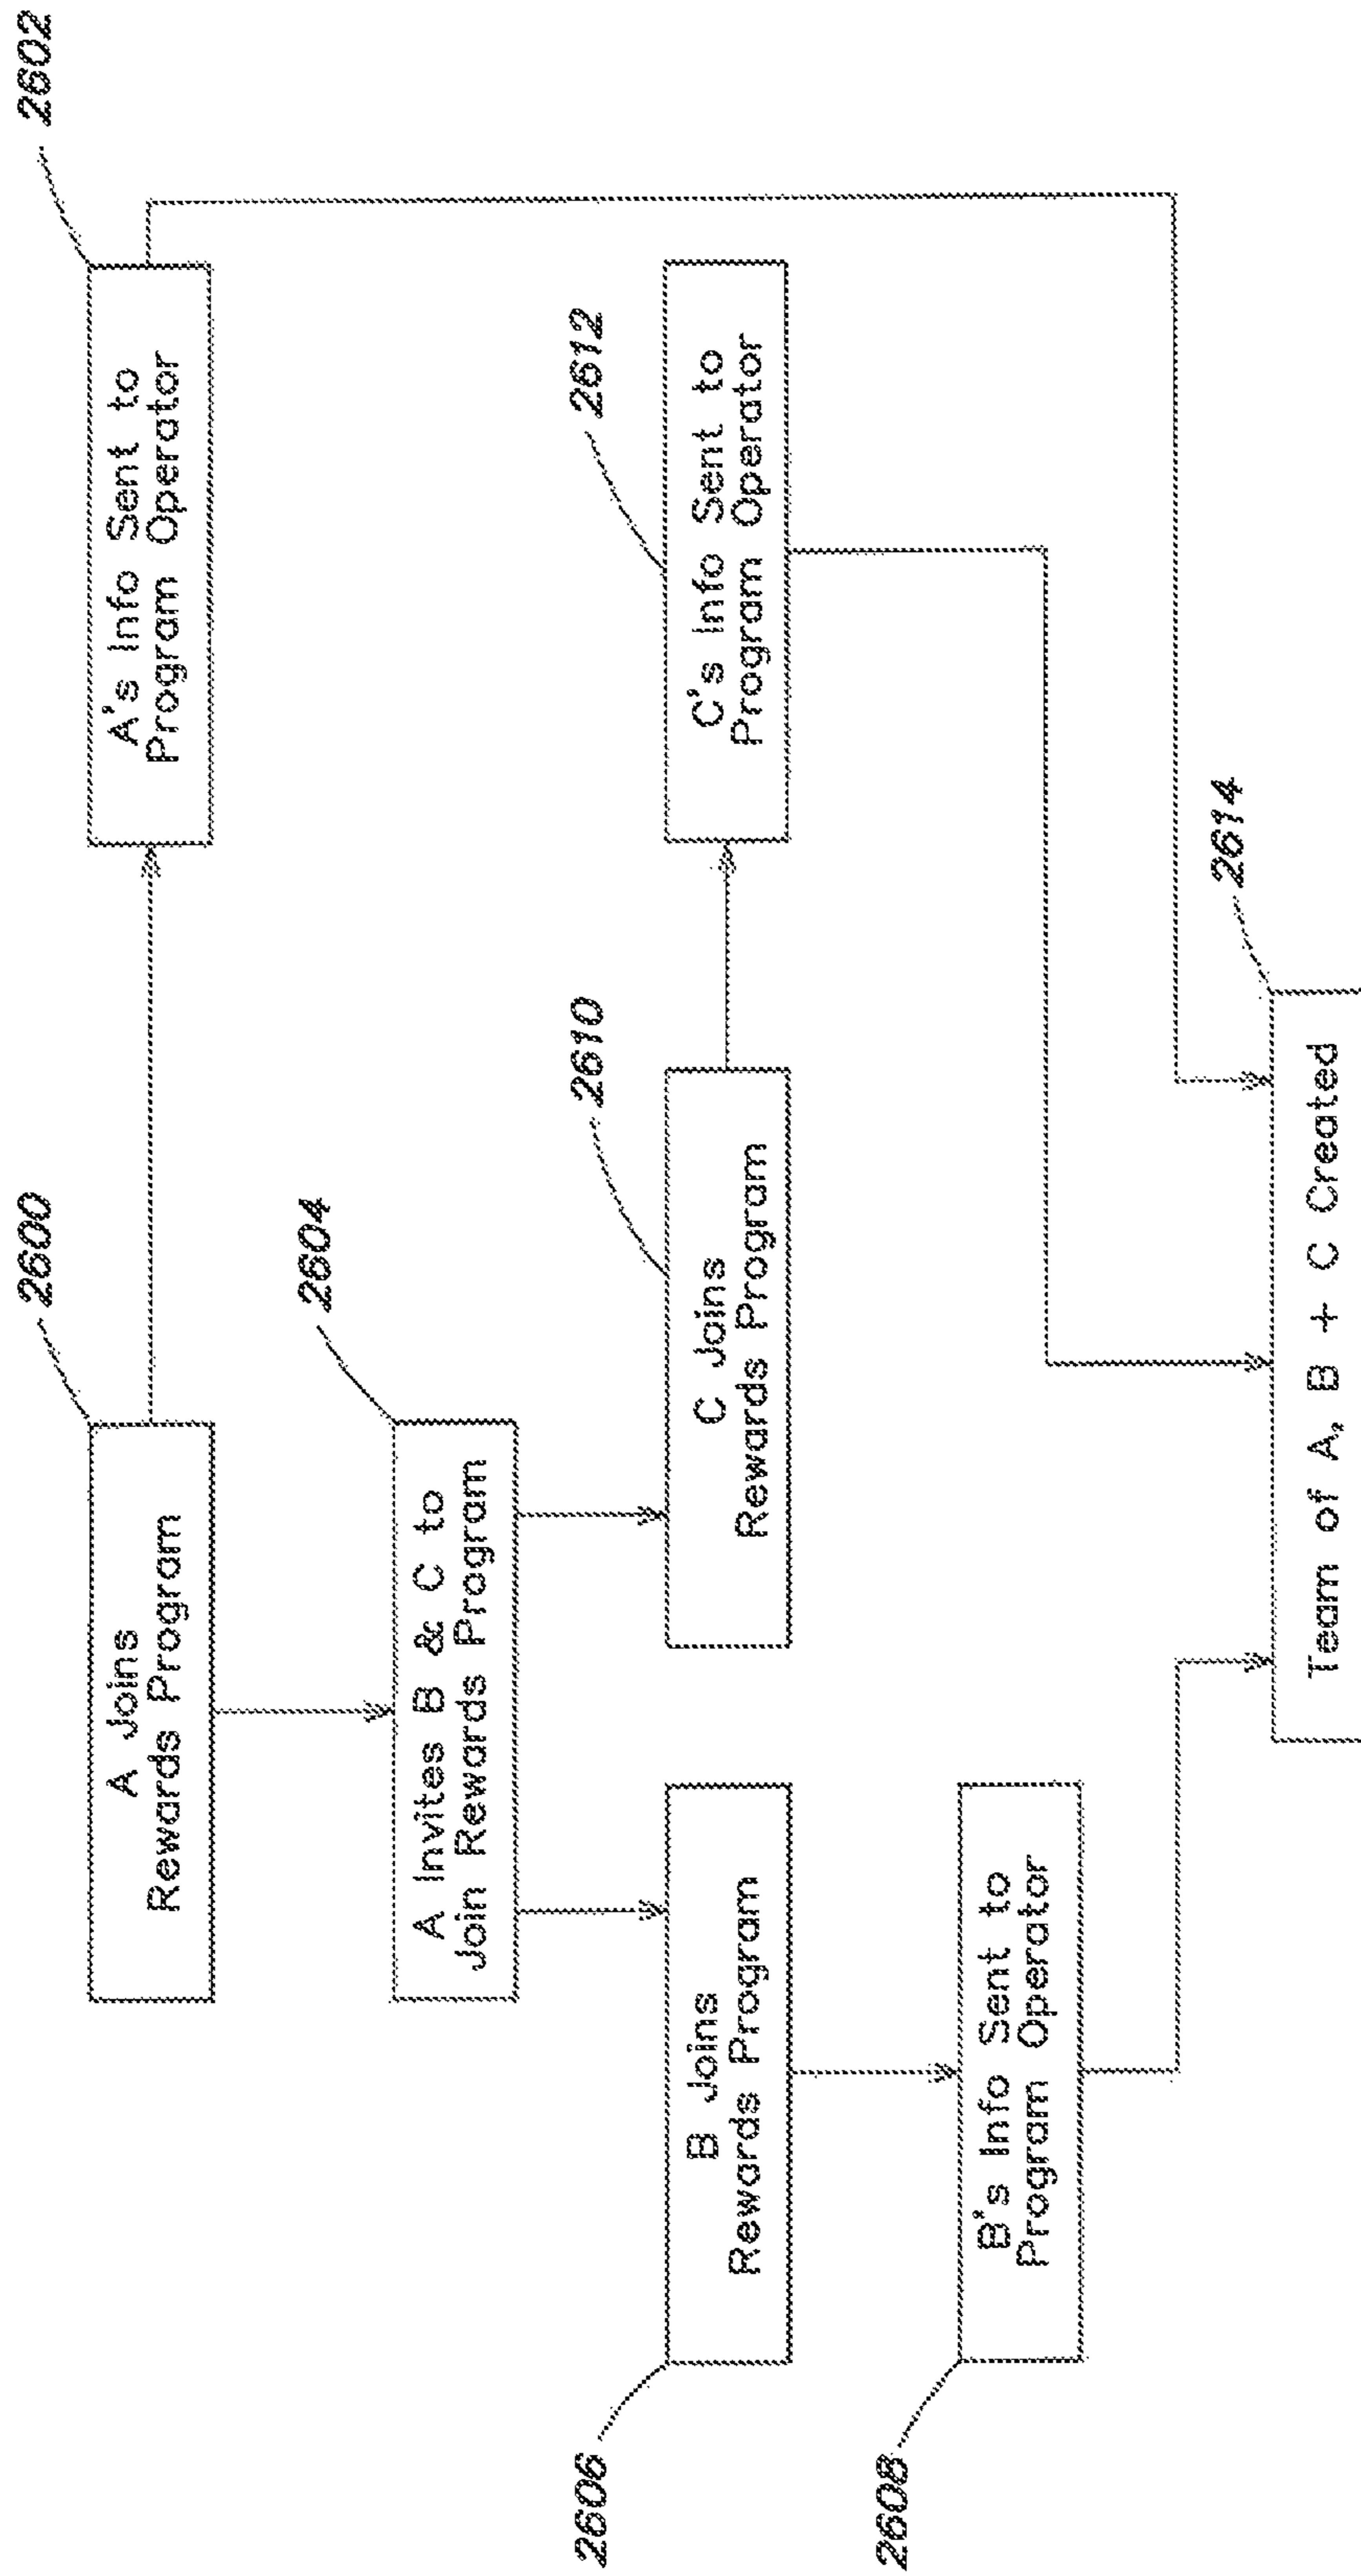 2600
A Joins
Rewards Program
2602
A's Info Sent to
Program Operator
2604
A Invites B & C to
Join Rewards Program
2606
B Joins
Rewards Program
2610
C Joins
Rewards Program
2612
C's Info Sent to
Program Operator
2608
B's Info Sent to
Program Operator
2614
Team of A, B + C Created